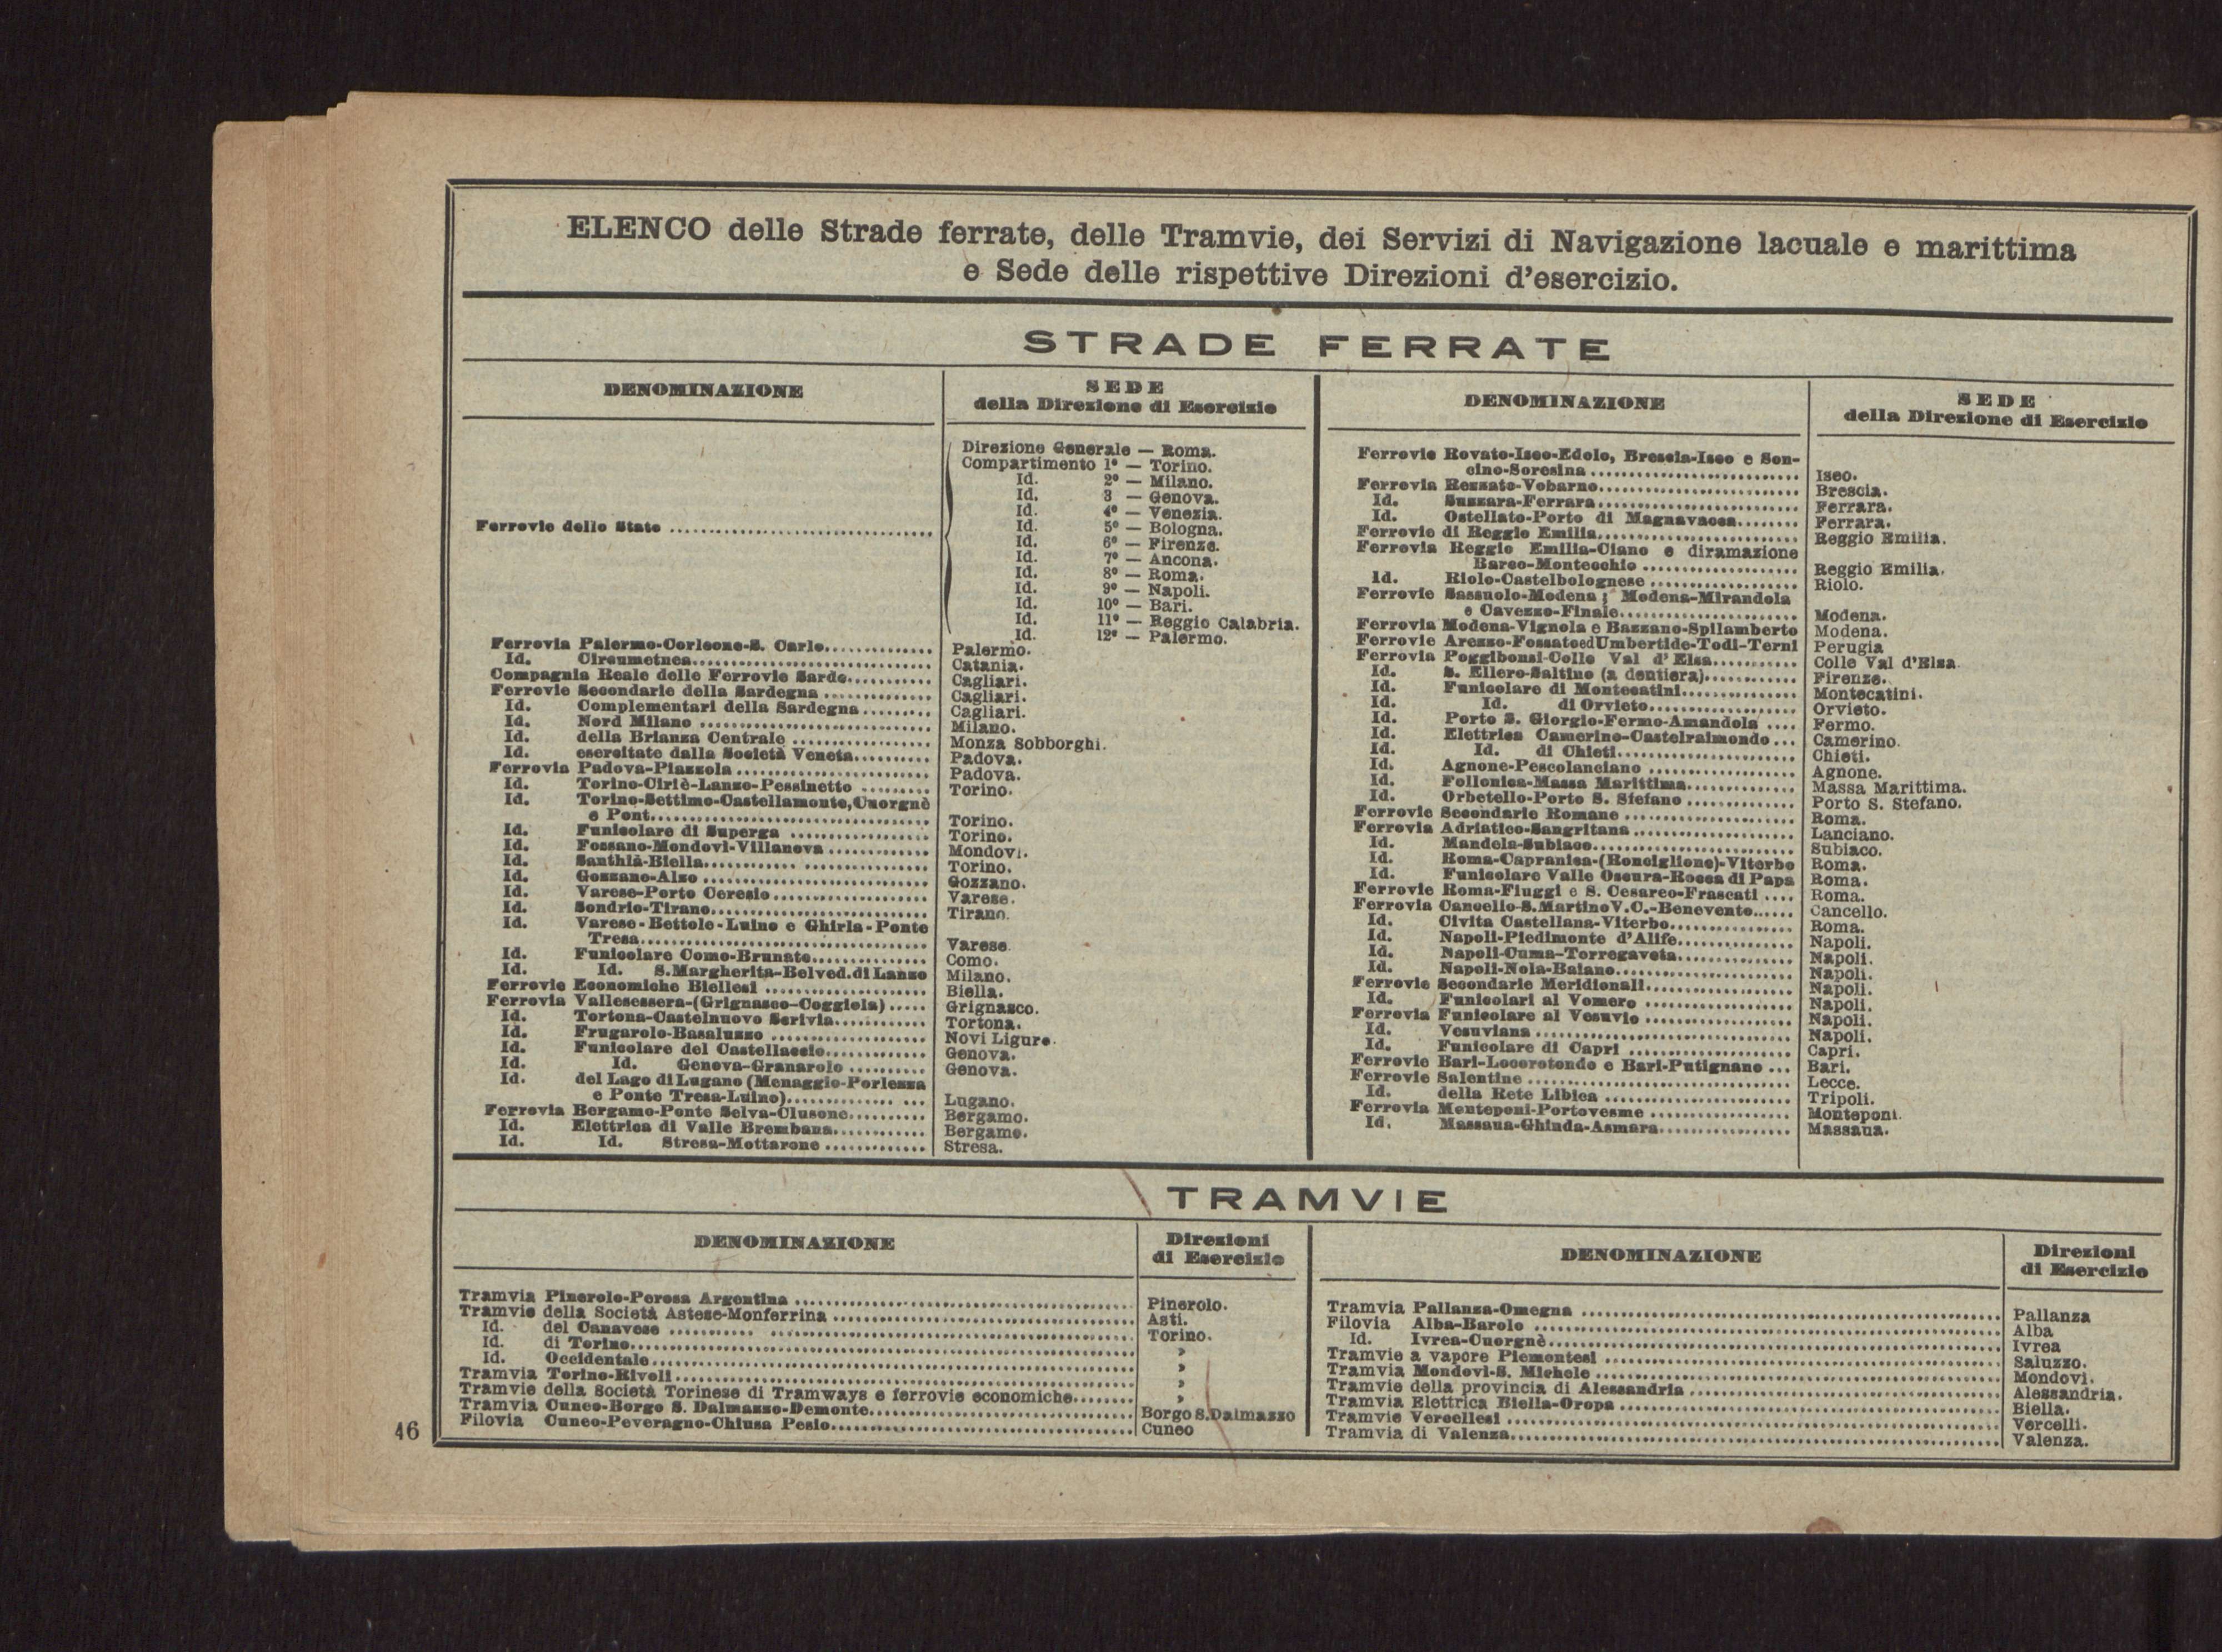 ELENCO delle Strade ferrate, delle Tramvie, dei Servizi di Navigazione lacuale e marittima
e Sede delle rispettive Direzioni d'esercizio.
STRADE FERRATE
DENOMINAZIONE
SEDE
della Direzione di Esercizio
Ferrovie dello Stato ..............................
Direzione Generale — Roma.
Compartimento 1º — Torino.
Id. 2º — Milano.
Id. 3 — Genova.
Id. 4º — Venezia.
Id. 5º — Bologna.
Id. 6º — Firenze.
Id. 7º — Ancona.
Id. 8º — Roma.
Id. 9º — Napoli.
Id. 10º — Bari.
Id. 11º — Reggio Calabria.
Id. 12º — Palermo.
Ferrovia Palermo-Corleone-S. Carlo.............. Palermo.
Id. Circumetnea.............................. Catania.
Compagnia Reale delle Ferrovie Sarde........... Cagliari.
Ferrovie Secondarie della Sardegna .............. Cagliari.
Id. Complementari della Sardegna......... Cagliari.
Id. Nord Milano .............................. Milano.
Id. della Brianza Centrale .................. Monza Sobborghi.
Id. esercitate dalla Società Veneta.......... Padova.
Ferrovia Padova-Piazzola......................... Padova.
Id. Torino-Ciriè-Lanzo-Pessinetto ......... Torino.
Id. Torino-Settimo-Castellamonte, Cuorgnè
e Pont.................................... Torino.
Id. Funicolare di Superga .................. Torino.
Id. Fossano-Mondovì-Villanova ............. Mondovì.
Id. Santhià-Biella............ ................ Torino.
Id. Gozzano-Alzo ............................. Gozzano.
Id. Varese-Porto Ceresio.................... Varese.
Id. Sondrio-Tirano............................ Tirano.
Id. Varese-Bettole-Luino e Ghirla-Ponte
Tresa..................................... Varese.
Id. Funicolare Como-Brunate............... Como.
Id. Id. S.Margherita-Belved.di Lanzo Milano.
Ferrovie Economiche Biellesi ..................... Biella.
Ferrovia Vallesessera-(Grignasco-Coggiola)..... Grignasco.
Id. Tortona-Castelnuovo Scrivia............ Tortona.
Id. Frugarolo-Basaluzzo .................... Novi Ligure.
Id. Funicolare del Castellaccio............. Genova.
Id. Id. Genova-Granarolo .......... Genova.
Id. del Lago di Lugano (Menaggio-Porlezza
e Ponte Tresa-Luino).............. ... Lugano.
Ferrovia Bergamo-Ponte Selva-Clusone.......... Bergamo.
Id. Elettrica di Valle Brembana............ Bergamo.
Id. Id. Stresa-Mottarone ............. Stresa.
DENOMINAZIONE
SEDE
della Direzione di Esercizio
Ferrovie Rovato-Iseo-Edolo, Brescia-Iseo e Son-
cino-Soresina ........................... Iseo.
Ferrovia Rezzato-Vobarno......................... Brescia.
Id. Suzzara-Ferrara.......................... Ferrara.
Id. Ostellato-Porto di Magnavacca........ Ferrara.
Ferrovie di Reggio Emilia......................... Reggio Emilia.
Ferrovia Reggio Emilia-Ciano e diramazione
Barco-Montecchio .................... Reggio Emilia.
Id. Riolo-Castelbolognese ................... Riolo.
Ferrovie Sassuolo-Modena; Modena-Mirandola
e Cavezzo-Finale....................... Modena.
Ferrovia Modena-Vignola e Bazzano-Spilamberto Modena.
Ferrovie Arezzo-FossatoedUmbertide-Todi-Terni Perugia
Ferrovia Poggibonsi-Colle Val d'Elsa........... Colle Val d'Elsa
Id. S. Ellero-Saltino (a dentiera)............ Firenze.
Id. Funicolare di Montecatini............... Montecatini.
Id. Id. di Orvieto................... Orvieto.
Id. Porto S. Giorgio-Fermo-Amandola .... Fermo.
Id. Elettrica Camerino-Castelraimondo... Camerino.
Id. Id. di Chieti....................... Chieti.
Id. Agnone-Pescolanciano ................... Agnone.
Id. Follonica-Massa Marittima.............. Massa Marittima.
Id. Orbetello-Porto S. Stefano .............. Porto S. Stefano.
Ferrovie Secondarie Romane ...................... Roma.
Ferrovia Adriatico-Sangritana ..................... Lanciano.
Id. Mandela-Subiaco.......................... Subiaco.
Id. Roma-Capranica-(Ronciglione)-Viterbo Roma.
Id. Funicolare Valle Oscura-Rocca di Papa Roma.
Ferrovie Roma-Fiuggi e S. Cesareo-Frascati .... Roma.
Ferrovia Cancello-S.Martino V.C.-Benevento...... Cancello.
Id. Civita Castellana-Viterbo................ Roma.
Id. Napoli-Piedimonte d'Alife............... Napoli.
Id. Napoli-Cuma-Torregaveta............... Napoli.
Id. Napoli-Nola-Baiano....................... Napoli.
Ferrovie Secondarie Meridionali................... Napoli.
Id. Funicolari al Vomero ................... Napoli.
Ferrovia Funicolare al Vesuvio ................... Napoli.
Id. Vesuviana ................................. Napoli.
Id. Funicolare di Capri ..................... Capri.
Ferrovie Bari-Locorotondo e Bari-Putignano ... Bari.
Ferrovie Salentine .................................. Lecce.
Id. della Rete Libica ........................ Tripoli.
Ferrovia Monteponi-Portovesme .................. Monteponi.
Id. Massaua-Ghinda-Asmara................. Massaua.
TRAMVIE
DENOMINAZIONE
Direzioni
di Esercizio
Tramvia Pinerolo-Perosa Argentina .................... Pinerolo.
Tramvie della Società Astese-Monferrina .................... Asti.
Id. del Canavese ........... .................... Torino.
Id. di Torino.................... »
Id. Occidentale.................... »
Tramvia Torino-Rivoli.................... »
Tramvie della Società Torinese di Tramways e ferrovie economiche........ »
Tramvia Cuneo-Borgo S. Dalmazzo-Demonte.................... Borgo S.Dalmazzo
Filovia Cuneo-Peveragno-Chiusa Pesio.................... Cuneo
DENOMINAZIONE
Direzioni
di Esercizio
Tramvia Pallanza-Omegna .................... Pallanza
Filovia Alba-Barolo .................... Alba
Id. Ivrea-Cuorgnè.................... Ivrea
Tramvie a vapore Piemontesi .................... Saluzzo.
Tramvia Mondovì-S. Michele .................... Mondovì.
Tramvie della provincia di Alessandria .................... Alessandria.
Tramvia Elettrica Biella-Oropa .................... Biella.
Tramvie Vercellesi .................... Vercelli.
Tramvia di Valenza.................... Valenza.
46